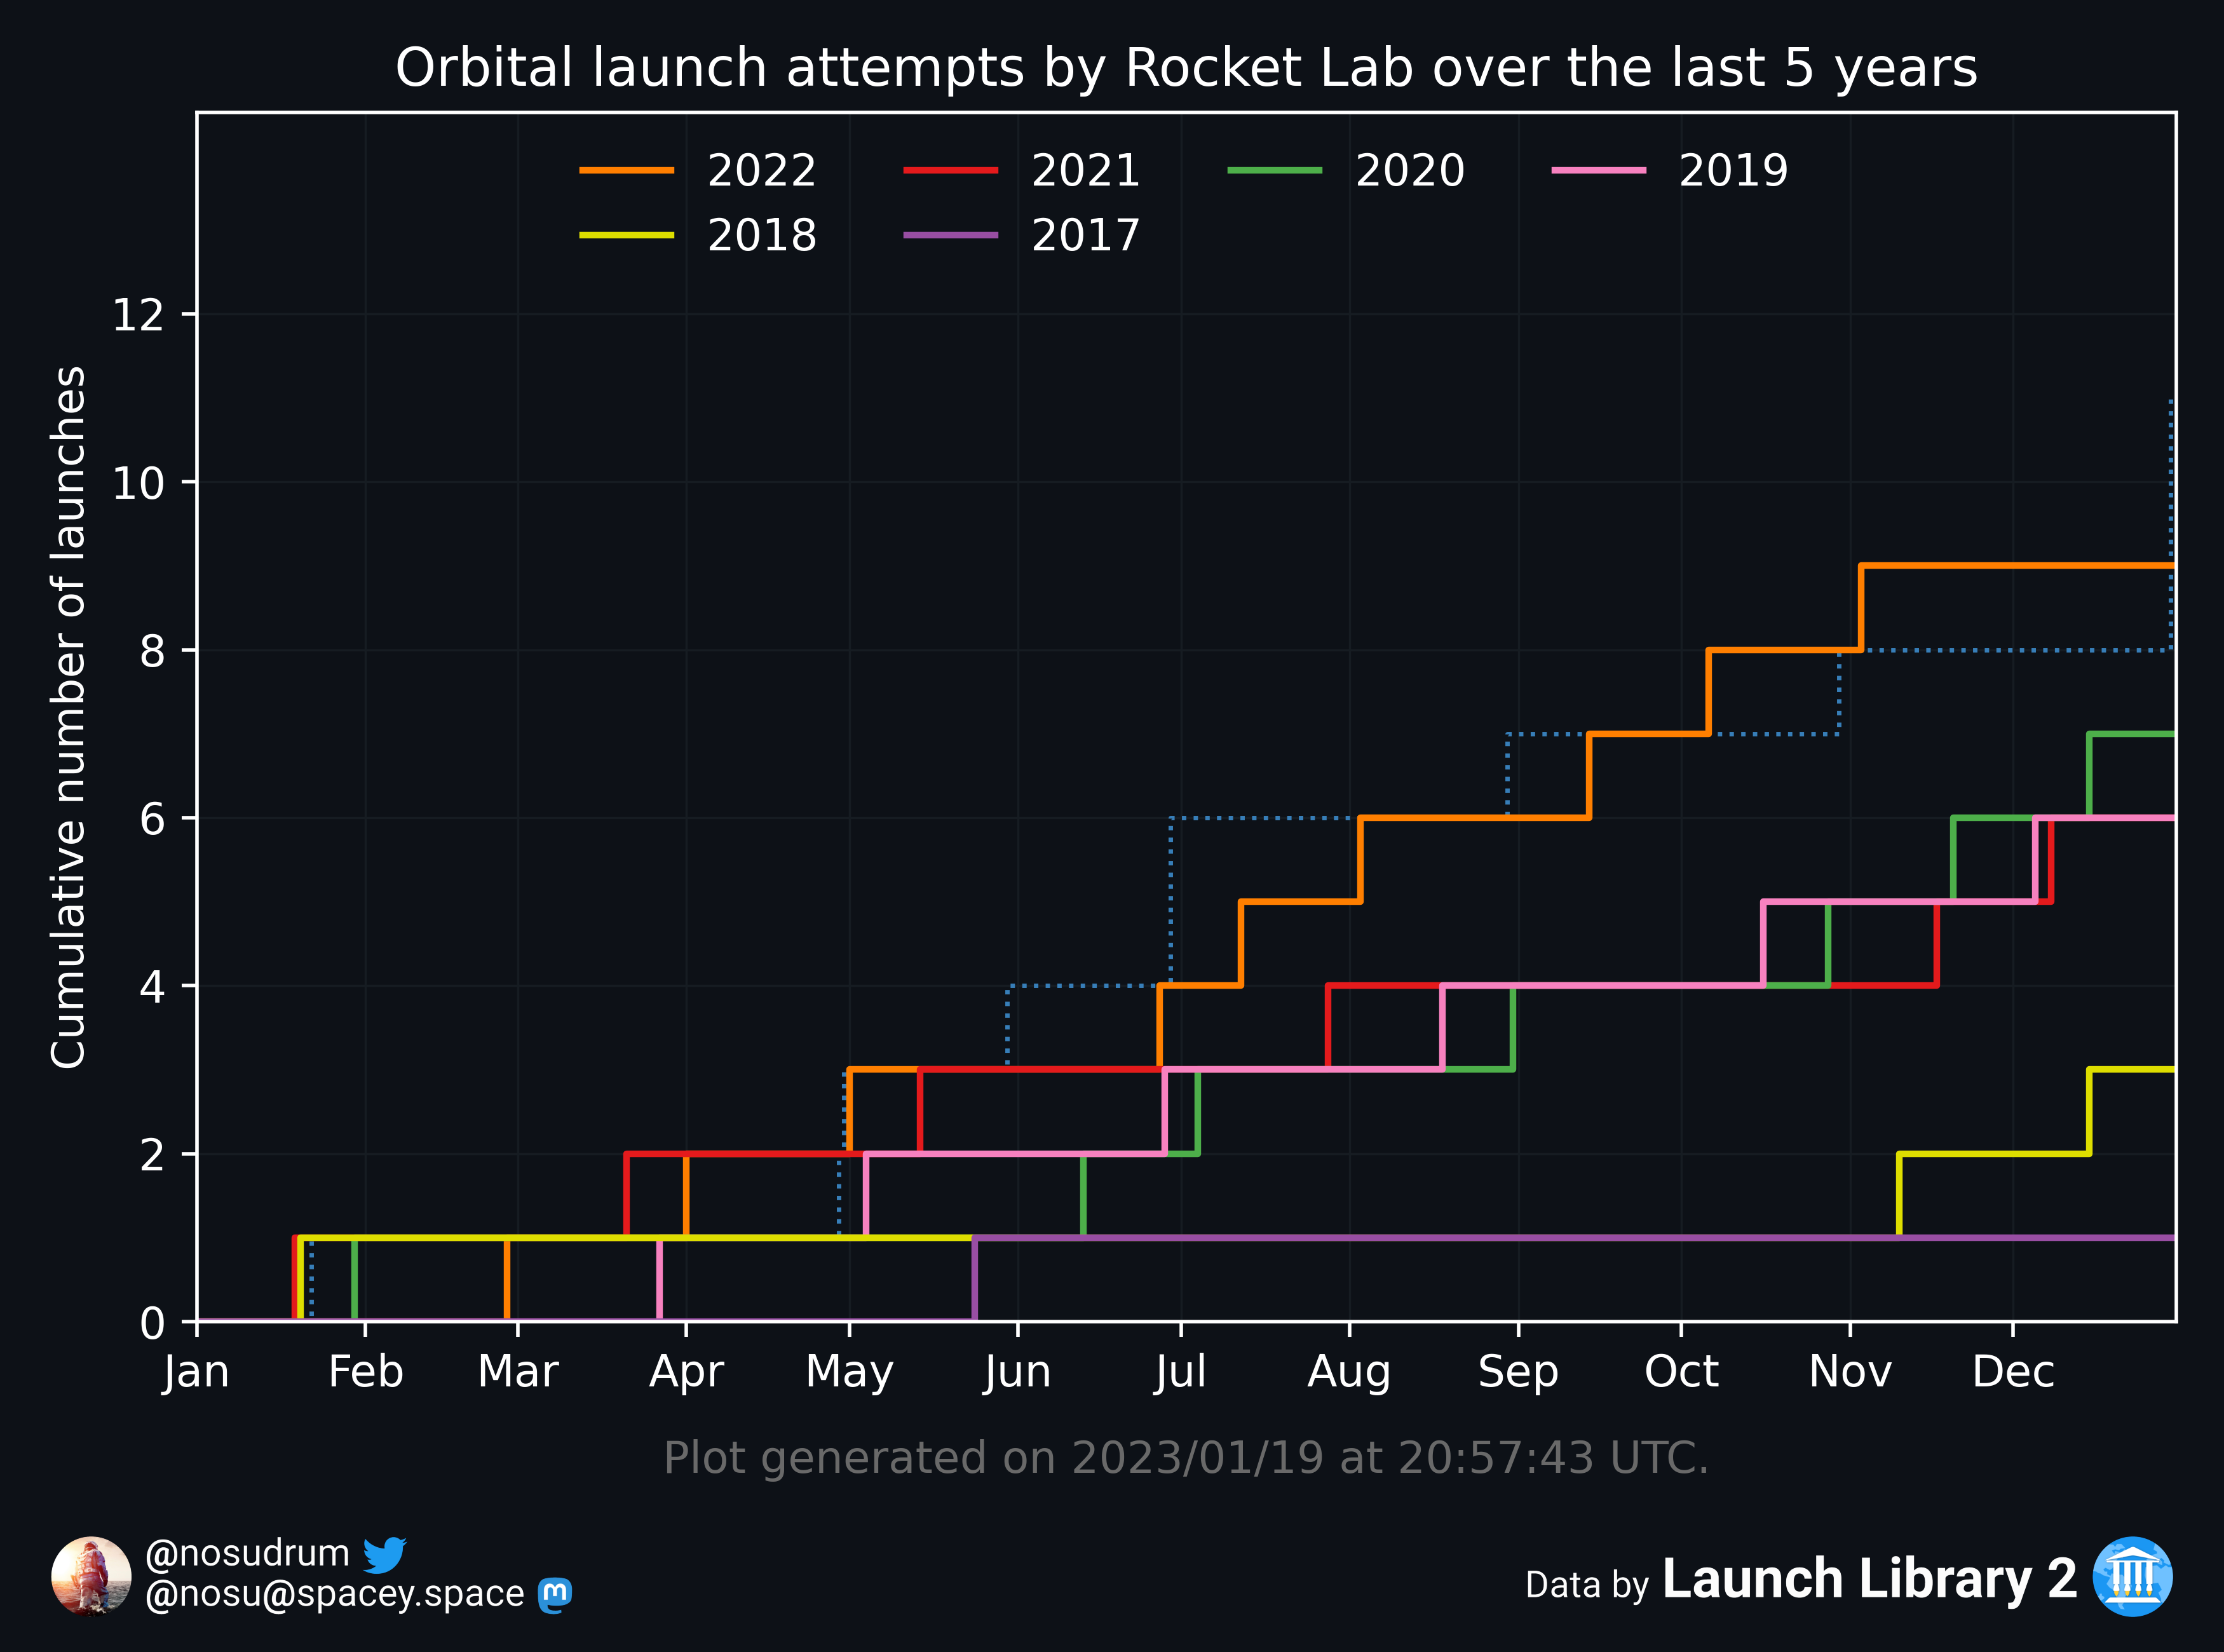 Orbital launch attempts by Rocket Lab over the last 5 years
2022 2021 2020 2019
2018 2017
12
10
8
6
4
2
0
Cumulative number of launches
Jan Feb Mar Apr May Jun Jul Aug Sep Oct Nov Dec
Plot generated on 2023/01/19 at 20:57:43 UTC.
@nosudrum
@nosu@spacey.space
Data by Launch Library 2